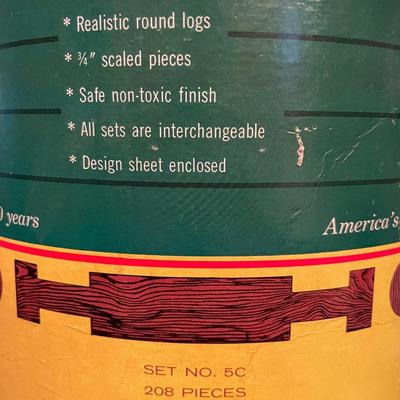 * Realistic round logs
* ¾" scaled pieces
* Safe non-toxic finish
* All sets are interchangeable
* Design sheet enclosed
years
America's
SET NO. 5C
208 PIECES